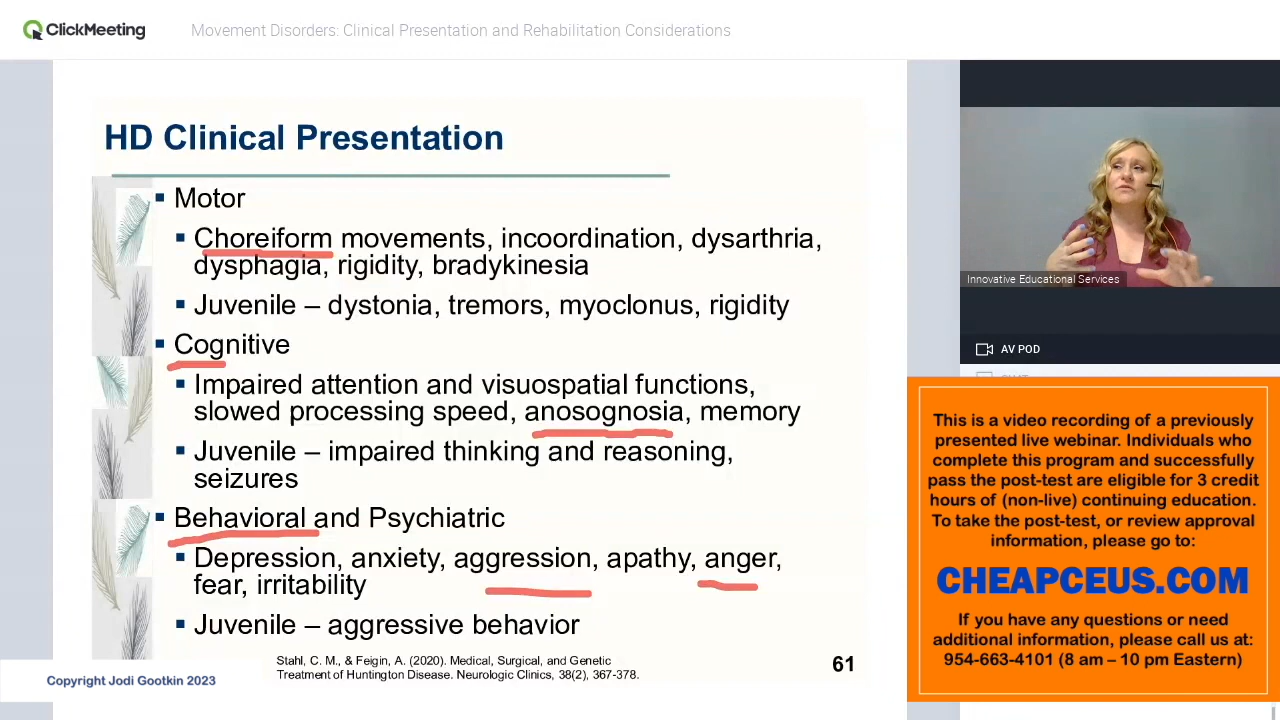 ClickMeeting
Movement Disorders: Clinical Presentation and Rehabilitation Considerations
HD Clinical Presentation
▪ Motor
▪ Choreiform movements, incoordination, dysarthria,
dysphagia, rigidity, bradykinesia
▪ Juvenile – dystonia, tremors, myoclonus, rigidity
▪ Cognitive
▪ Impaired attention and visuospatial functions,
slowed processing speed, anosognosia, memory
▪ Juvenile – impaired thinking and reasoning,
seizures
▪ Behavioral and Psychiatric
▪ Depression, anxiety, aggression, apathy, anger,
fear, irritability
▪ Juvenile – aggressive behavior
Stahl, C. M., & Feigin, A. (2020). Medical, Surgical, and Genetic
Treatment of Huntington Disease. Neurologic Clinics, 38(2), 367-378.
61
Copyright Jodi Gootkin 2023
Innovative Educational Services
AV POD
This is a video recording of a previously
presented live webinar. Individuals who
complete this program and successfully
pass the post-test are eligible for 3 credit
hours of (non-live) continuing education.
To take the post-test, or review approval
information, please go to:
CHEAPCEUS.COM
If you have any questions or need
additional information, please call us at:
954-663-4101 (8 am – 10 pm Eastern)